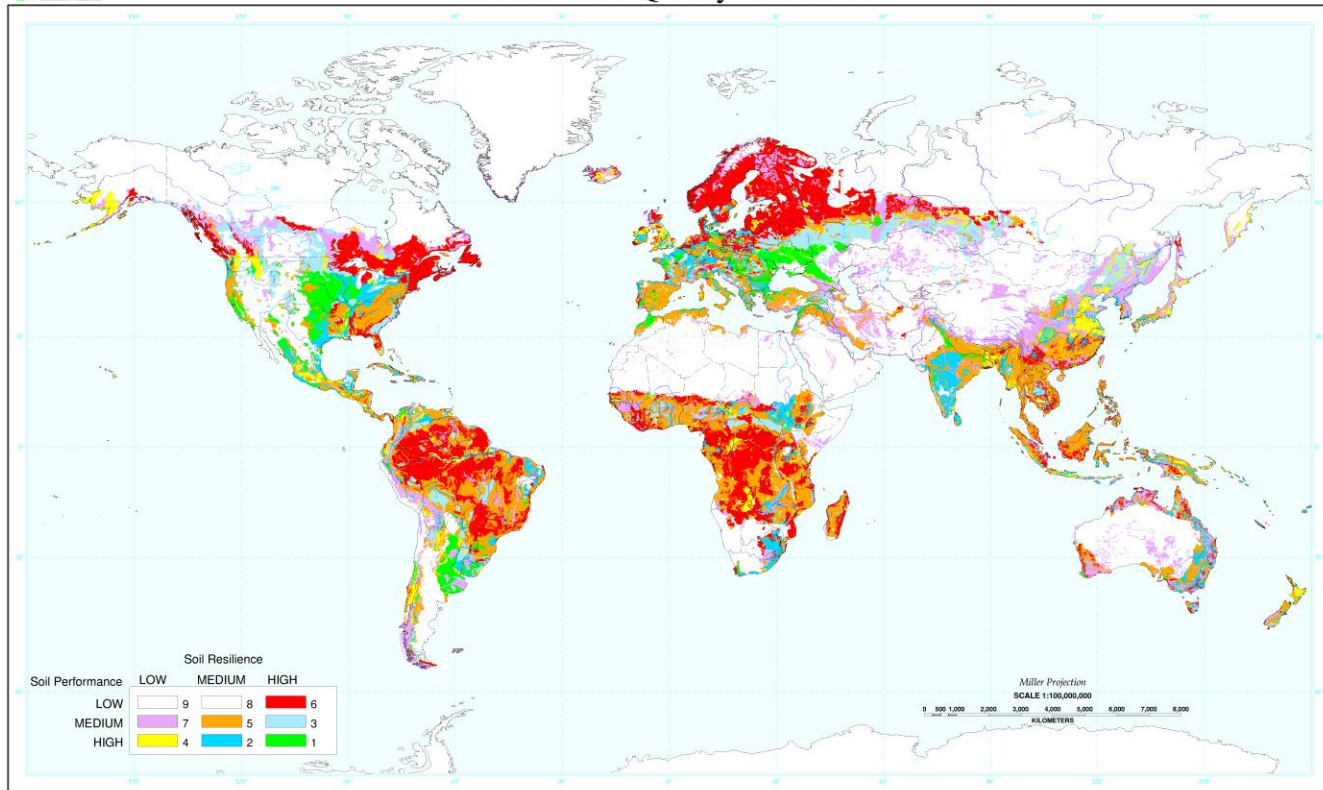 Soil Resilience
Soil Performance LOW MEDIUM HIGH
LOW 9 8 6
MEDIUM 7 5 3
HIGH 4 2 1
Miller Projection
SCALE 1:100,000,000
0 500 1,000 2,000 3,000 4,000 5,000 6,000 7,000 8,000
KILOMETERS